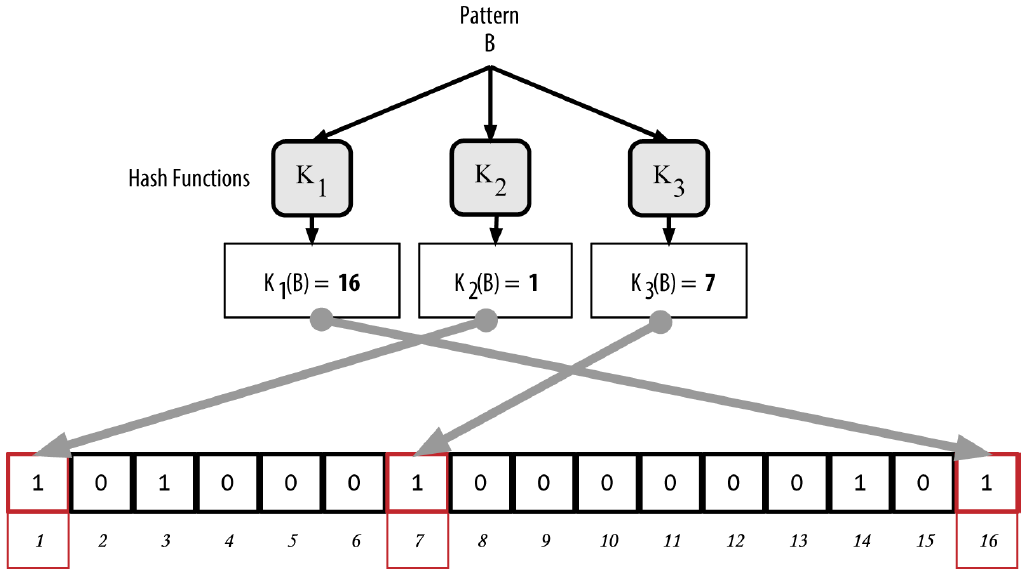 Pattern
B
Hash Functions
K1 K2 K3
K1(B) = 16 K2(B) = 1 K3(B) = 7
1 0 1 0 0 0 1 0 0 0 0 0 0 1 0 1
1 2 3 4 5 6 7 8 9 10 11 12 13 14 15 16